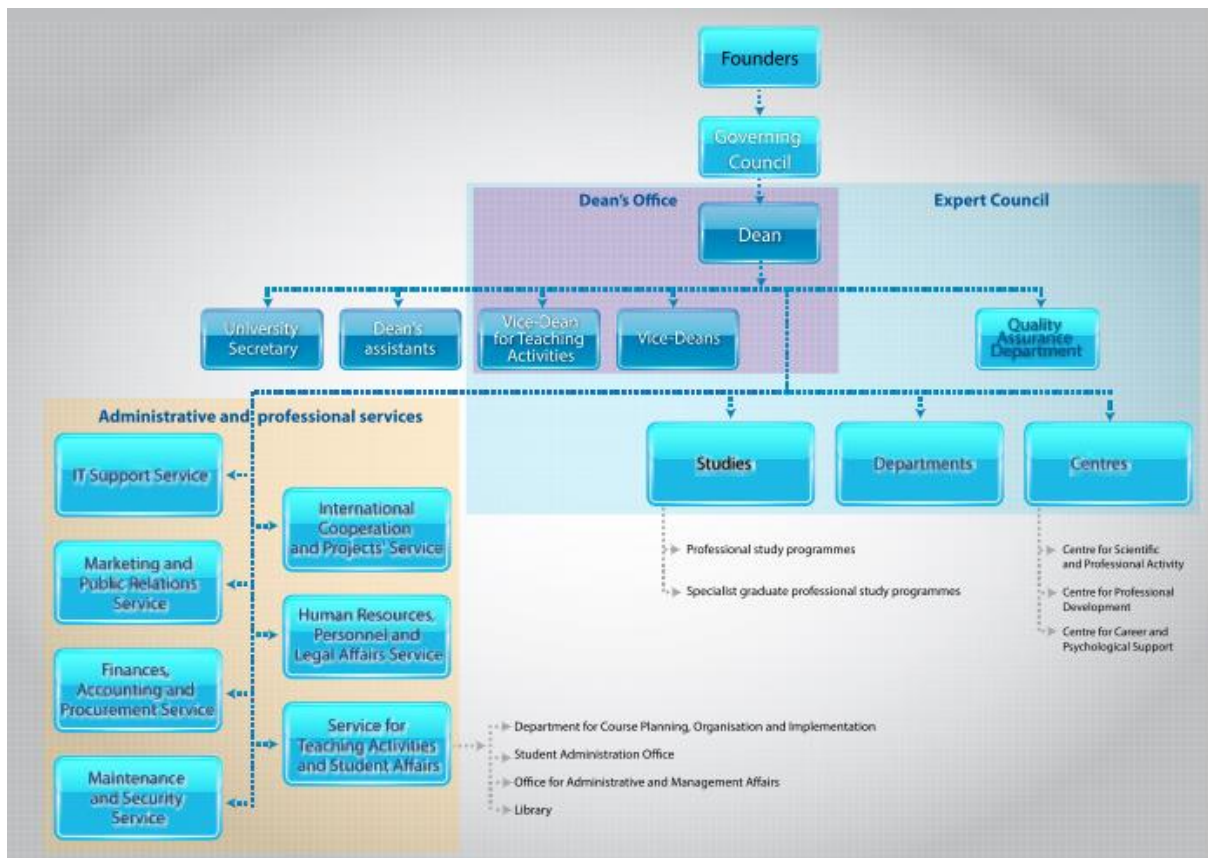 Founders
Governing
Council
Dean's Office
Expert Council
Dean
University
Secretary
Dean's
assistants
Vice-Dean
for Teaching
Activities
Vice-Deans
Quality
Assurance
Department
Administrative and professional services
IT Support Service
International
Cooperation
and Projects' Service
Marketing and
Public Relations
Service
Human Resources,
Personnel and
Legal Affairs Service
Finances,
Accounting and
Procurement Service
Service for
Teaching Activities
and Student Affairs
Maintenance
and Security
Service
Studies
Departments
Centres
Professional study programmes
Specialist graduate professional study programmes
Centre for Scientific
and Professional Activity
Centre for Professional
Development
Centre for Career and
Psychological Support
Department for Course Planning, Organisation and Implementation
Student Administration Office
Office for Administrative and Management Affairs
Library